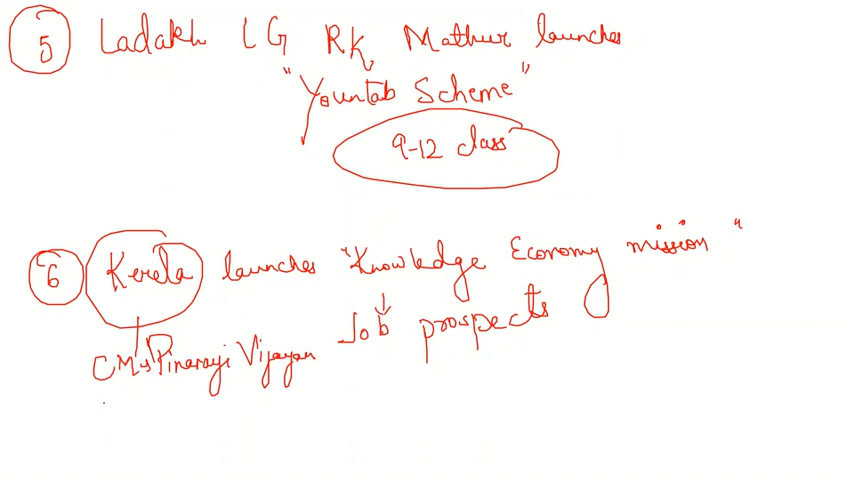 5 Ladakh LG RK Mathur launches
"Yountab Scheme"
9-12 class
6 Kerela launches "Knowledge Economy mission"
Job prospects
CM → Pinarayi Vijayan